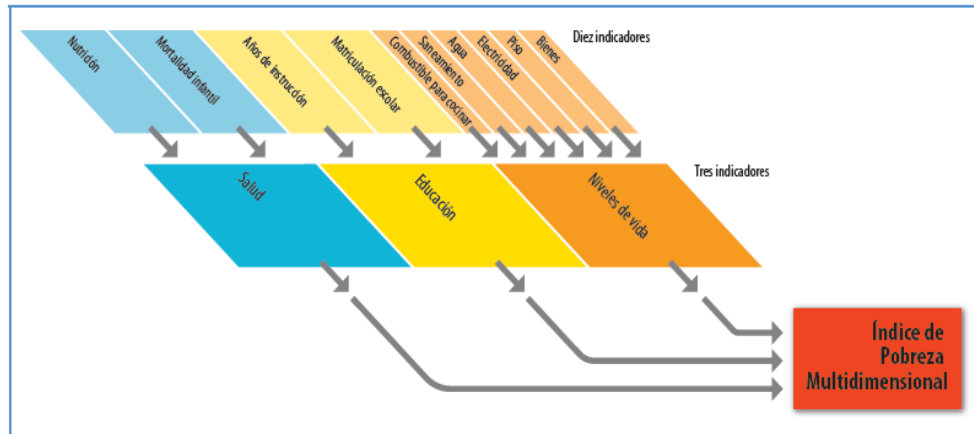 Nutrición
Mortalidad infantil
Años de instrucción
Matriculación escolar
Combustible para cocinar
Saneamiento
Agua
Electricidad
Piso
Bienes
Diez indicadores
Salud
Educación
Niveles de vida
Tres indicadores
Índice de
Pobreza
Multidimensional